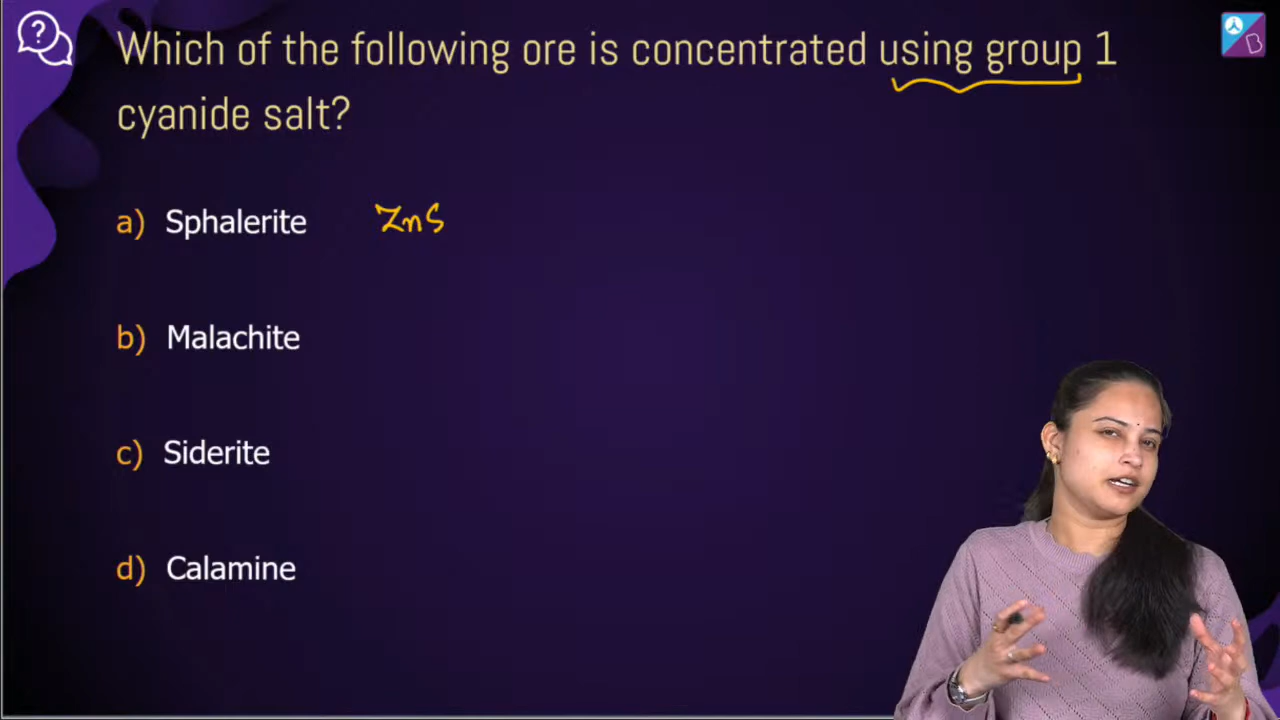 Which of the following ore is concentrated using group 1
cyanide salt?
a) Sphalerite ZnS
b) Malachite
c) Siderite
d) Calamine